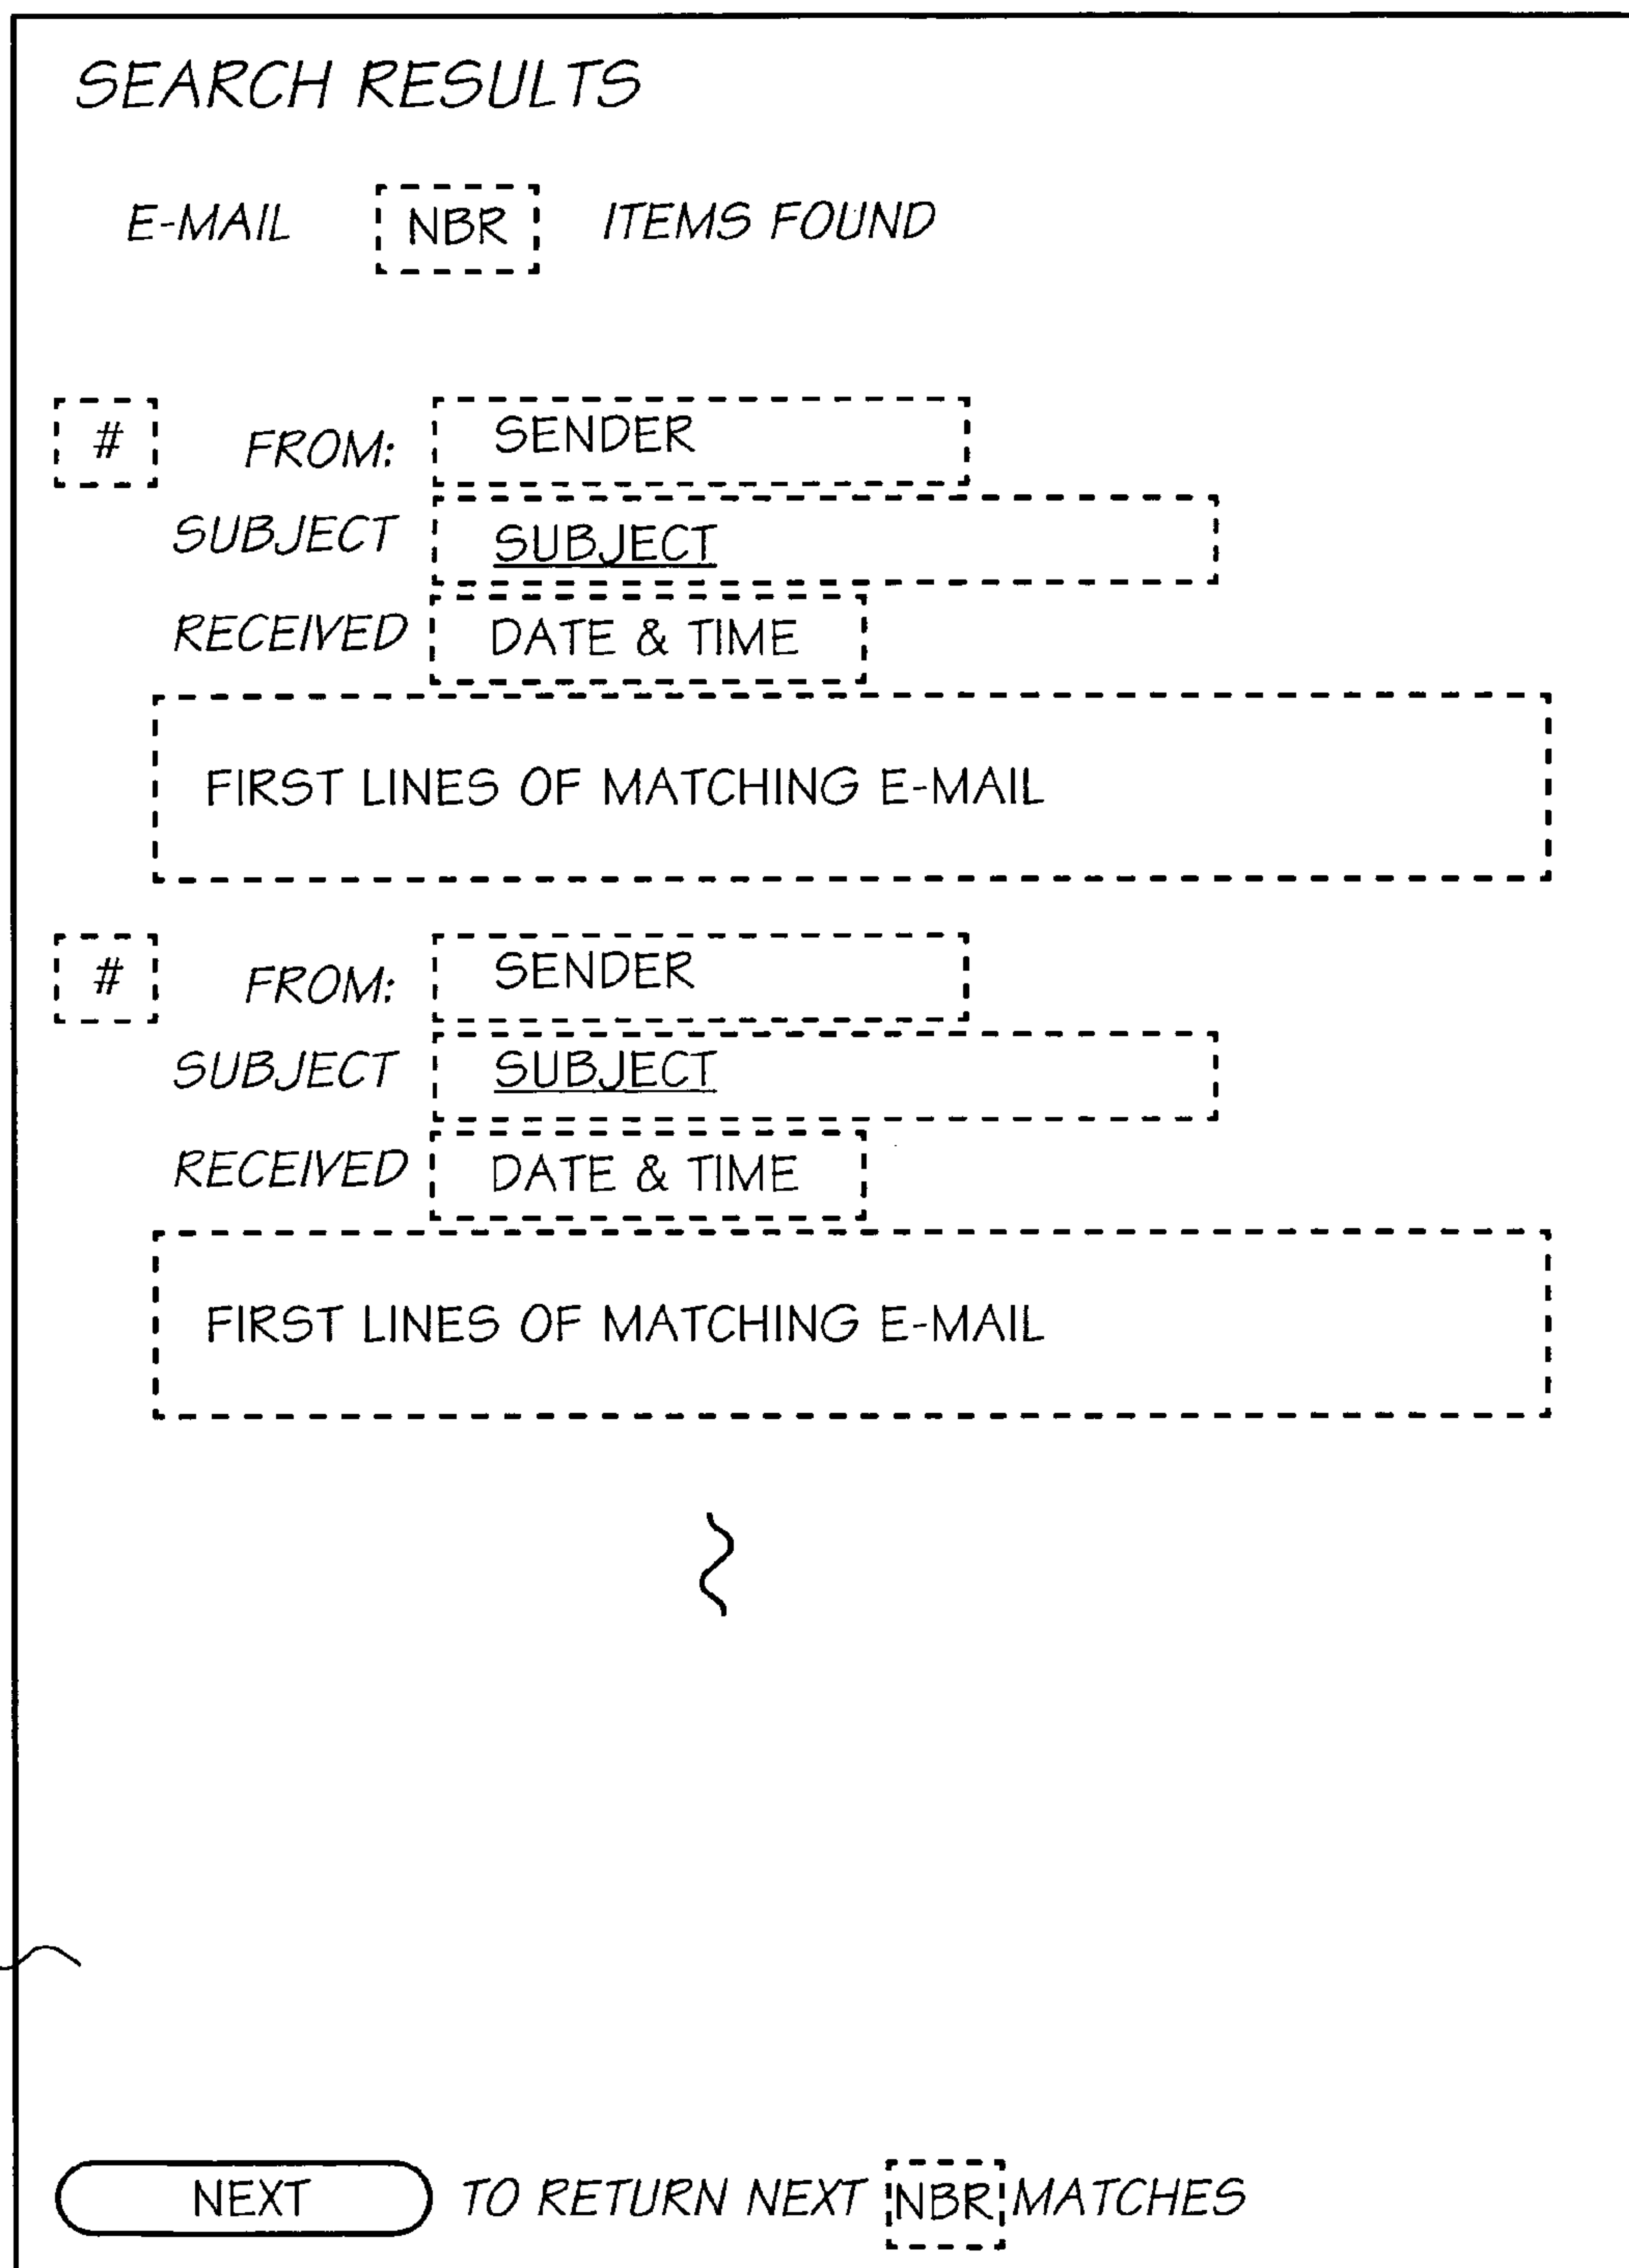 SEARCH RESULTS
E-MAIL NBR ITEMS FOUND
# FROM: SENDER
SUBJECT SUBJECT
RECEIVED DATE & TIME
FIRST LINES OF MATCHING E-MAIL
# FROM: SENDER
SUBJECT SUBJECT
RECEIVED DATE & TIME
FIRST LINES OF MATCHING E-MAIL
NEXT TO RETURN NEXT NBR MATCHES